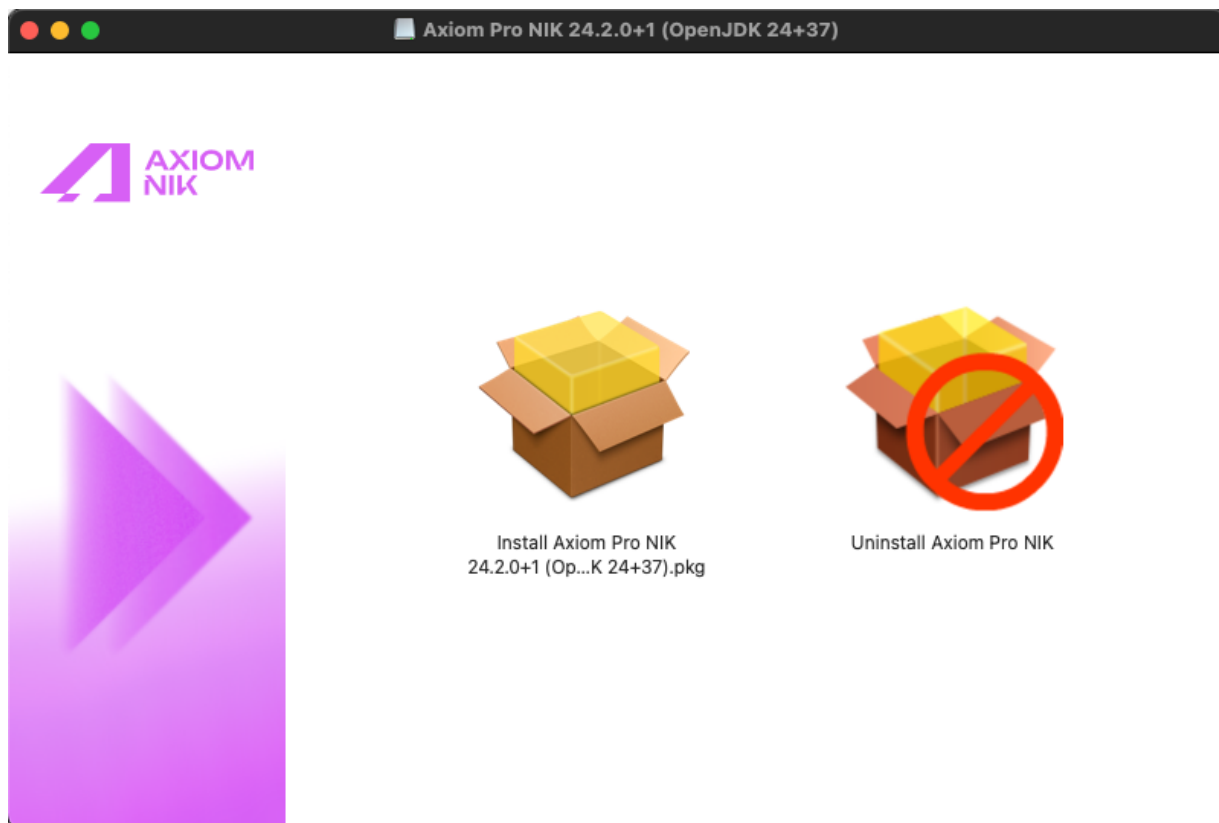 Axiom Pro NIK 24.2.0+1 (OpenJDK 24+37)
AXIOM
NIK
Install Axiom Pro NIK
24.2.0+1 (Op...K 24+37).pkg
Uninstall Axiom Pro NIK